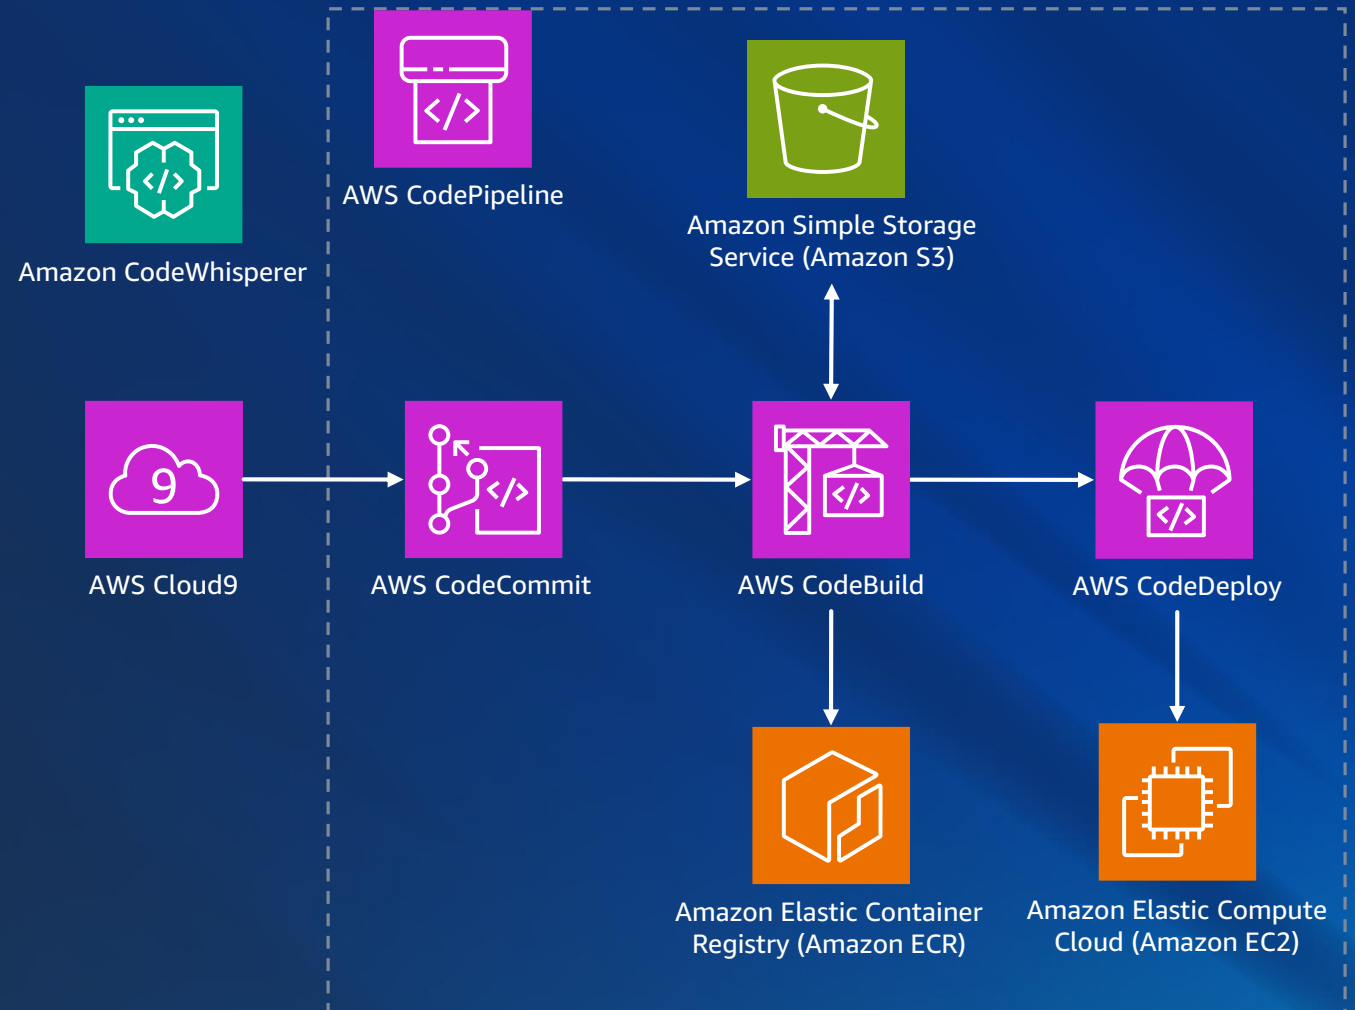 AWS CodePipeline
Amazon Simple Storage
Service (Amazon S3)
Amazon CodeWhisperer
9
AWS Cloud9
AWS CodeCommit
AWS CodeBuild
AWS CodeDeploy
Amazon Elastic Container
Registry (Amazon ECR)
Amazon Elastic Compute
Cloud (Amazon EC2)